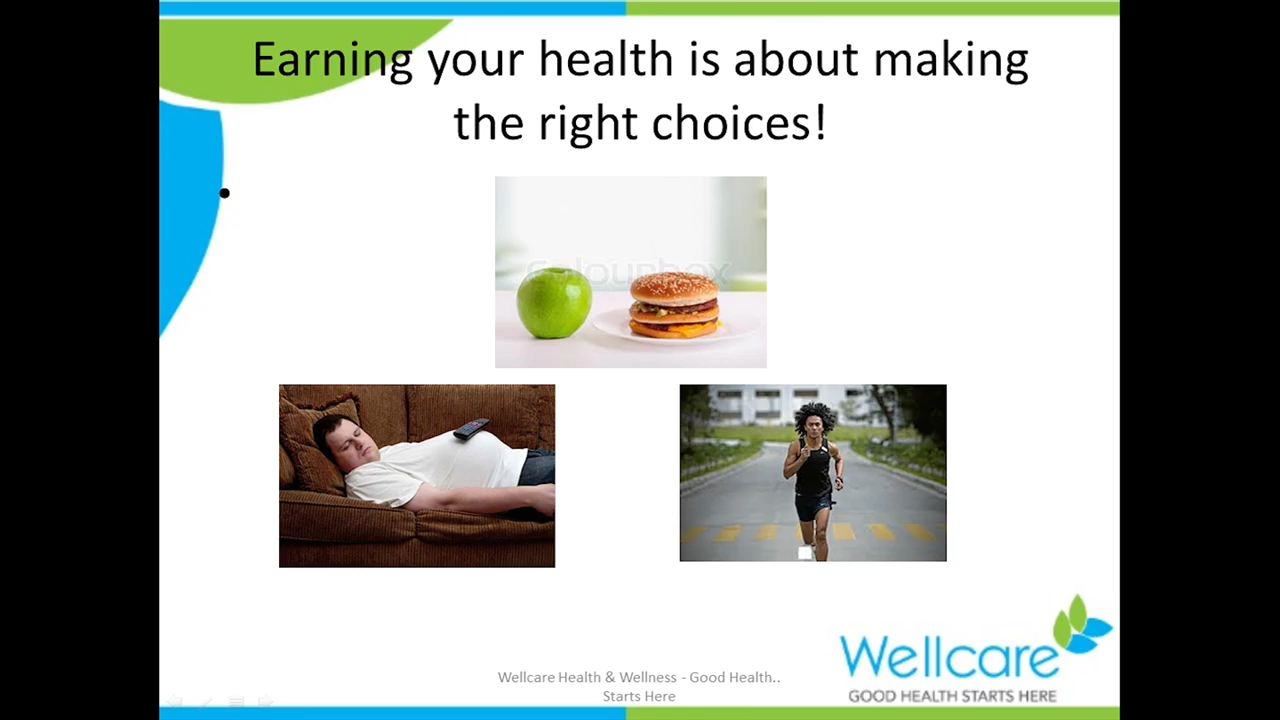 Earning your health is about making
the right choices!
•
Colourbox
Wellcare
GOOD HEALTH STARTS HERE
Wellcare Health & Wellness - Good Health..
Starts Here